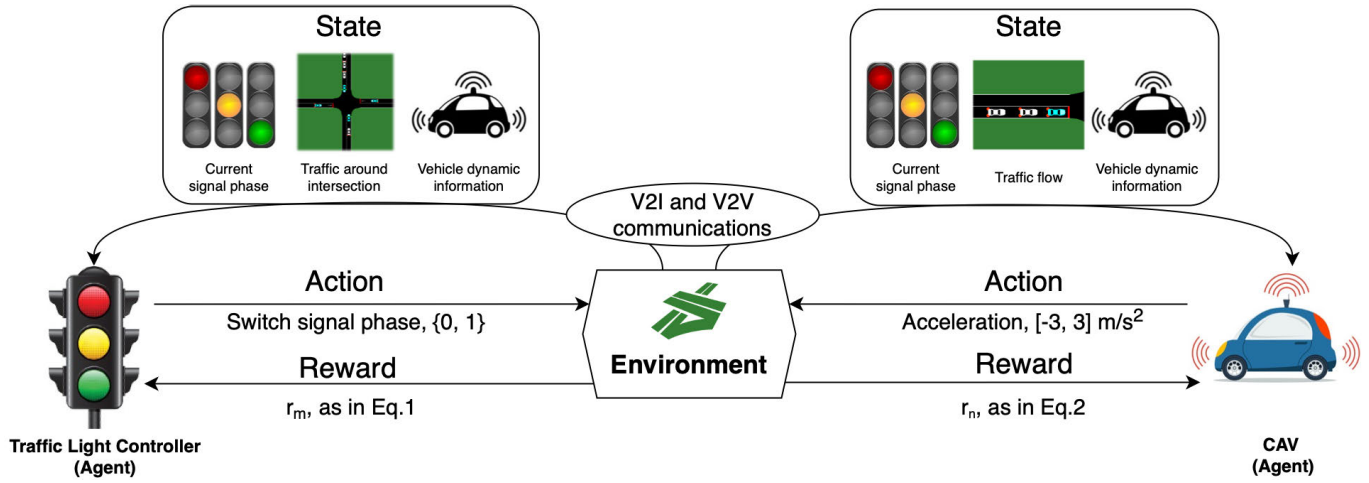 State
Current
signal phase
Traffic around
intersection
Vehicle dynamic
information
State
Current
signal phase
Traffic flow
Vehicle dynamic
information
V2I and V2V
communications
Action
Switch signal phase, {0, 1}
Reward
rₘ, as in Eq.1
Environment
Action
Acceleration, [-3, 3] m/s²
Reward
rₙ, as in Eq.2
Traffic Light Controller
(Agent)
CAV
(Agent)